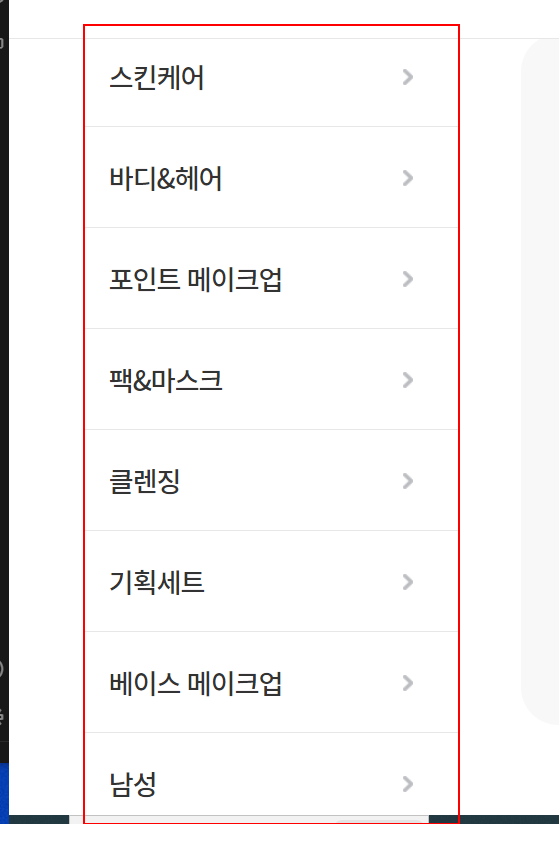 스킨케어
바디&헤어
포인트 메이크업
팩&마스크
클렌징
기획세트
베이스 메이크업
남성